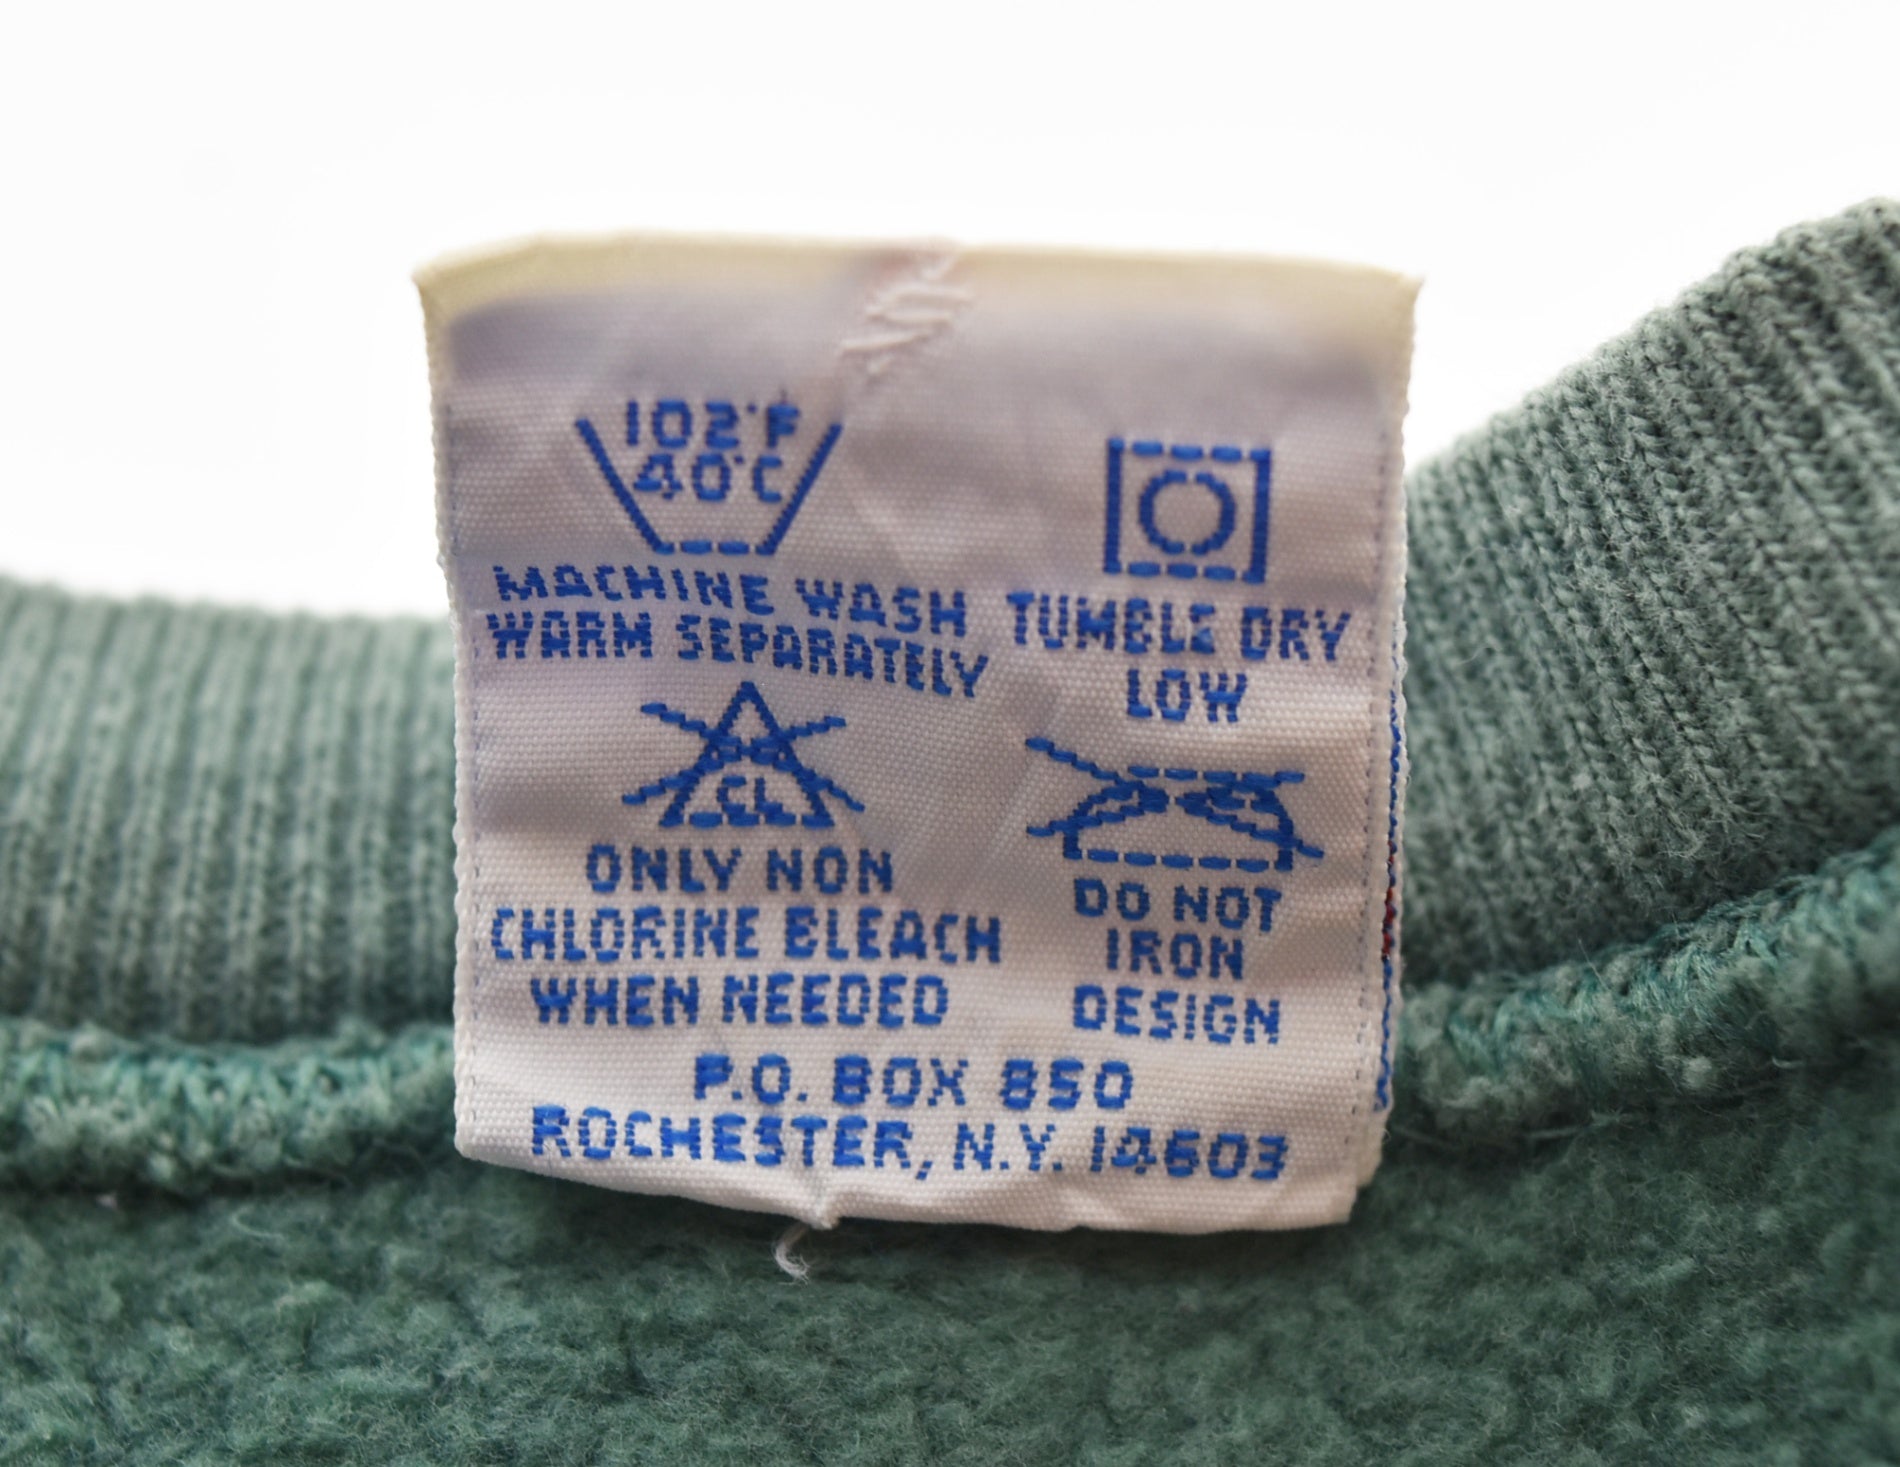 102°F
40°C
MACHINE WASH
WARM SEPARATELY
TUMBLE DRY
LOW
CL
ONLY NON
CHLORINE BLEACH
WHEN NEEDED
DO NOT
IRON
DESIGN
P.O. BOX 850
ROCHESTER, N.Y. 14603